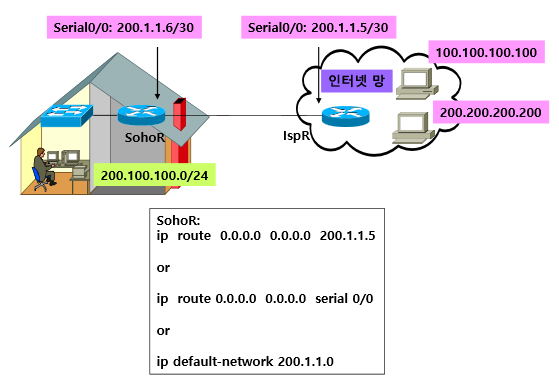 Serial0/0: 200.1.1.6/30
Serial0/0: 200.1.1.5/30
100.100.100.100
인터넷 망
200.200.200.200
SohoR
IspR
200.100.100.0/24
SohoR:
ip route 0.0.0.0 0.0.0.0 200.1.1.5
or
ip route 0.0.0.0 0.0.0.0 serial 0/0
or
ip default-network 200.1.1.0